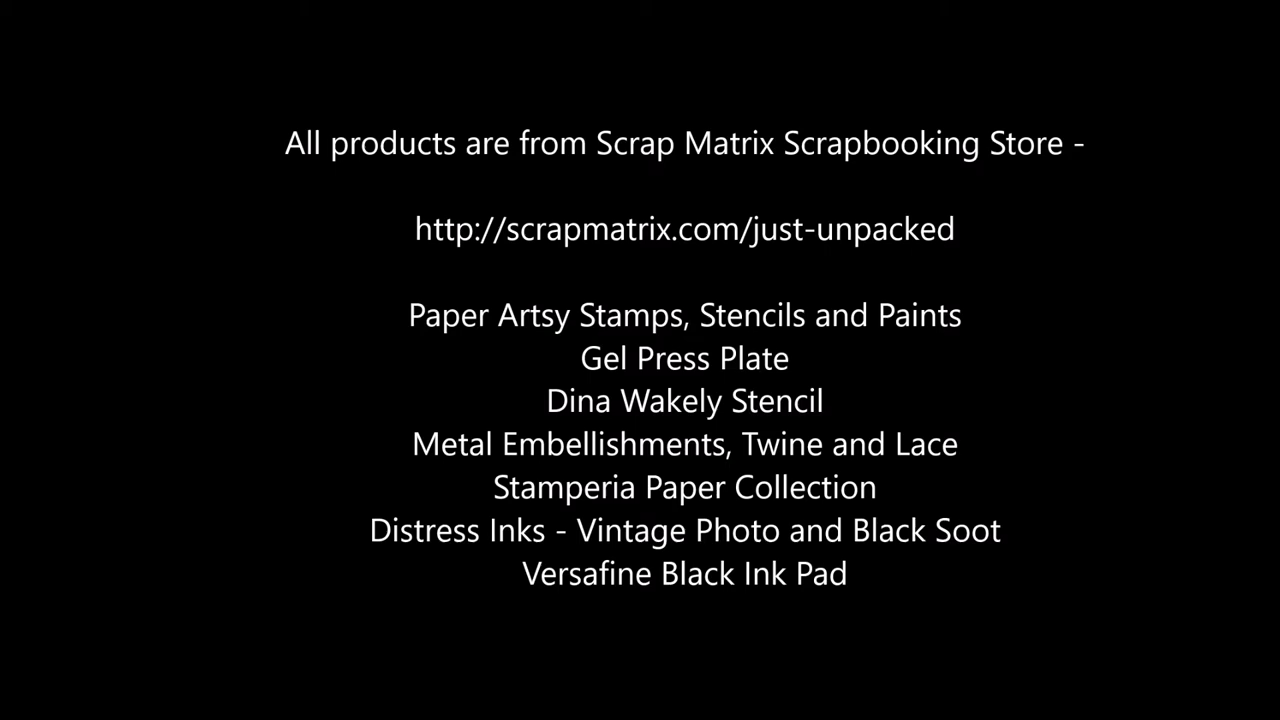 All products are from Scrap Matrix Scrapbooking Store -
http://scrapmatrix.com/just-unpacked
Paper Artsy Stamps, Stencils and Paints
Gel Press Plate
Dina Wakely Stencil
Metal Embellishments, Twine and Lace
Stamperia Paper Collection
Distress Inks - Vintage Photo and Black Soot
Versafine Black Ink Pad